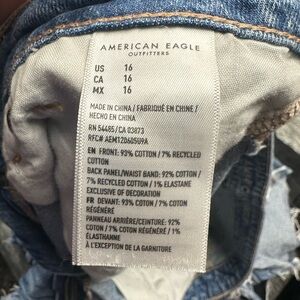 AMERICAN EAGLE
OUTFITTERS
US 16
CA 16
MX 16
MADE IN CHINA / FABRIQUÉ EN CHINE /
HECHO EN CHINA
RN 54485/CA 03873
RFC# AEM120605U9A
EN FRONT: 93% COTTON / 7% RECYCLED
COTTON
BACK PANEL/WAIST BAND: 92% COTTON /
7% RECYCLED COTTON / 1% ELASTANE
EXCLUSIVE OF DECORATION
FR DEVANT: 93% COTON / 7% COTON
RÉGÉNÉRÉ
PANNEAU ARRIÈRE/CEINTURE: 92%
COTON / 7% COTON RÉGÉNÉRÉ / 1%
ÉLASTHANNE
À L'EXCEPTION DE LA GARNITURE